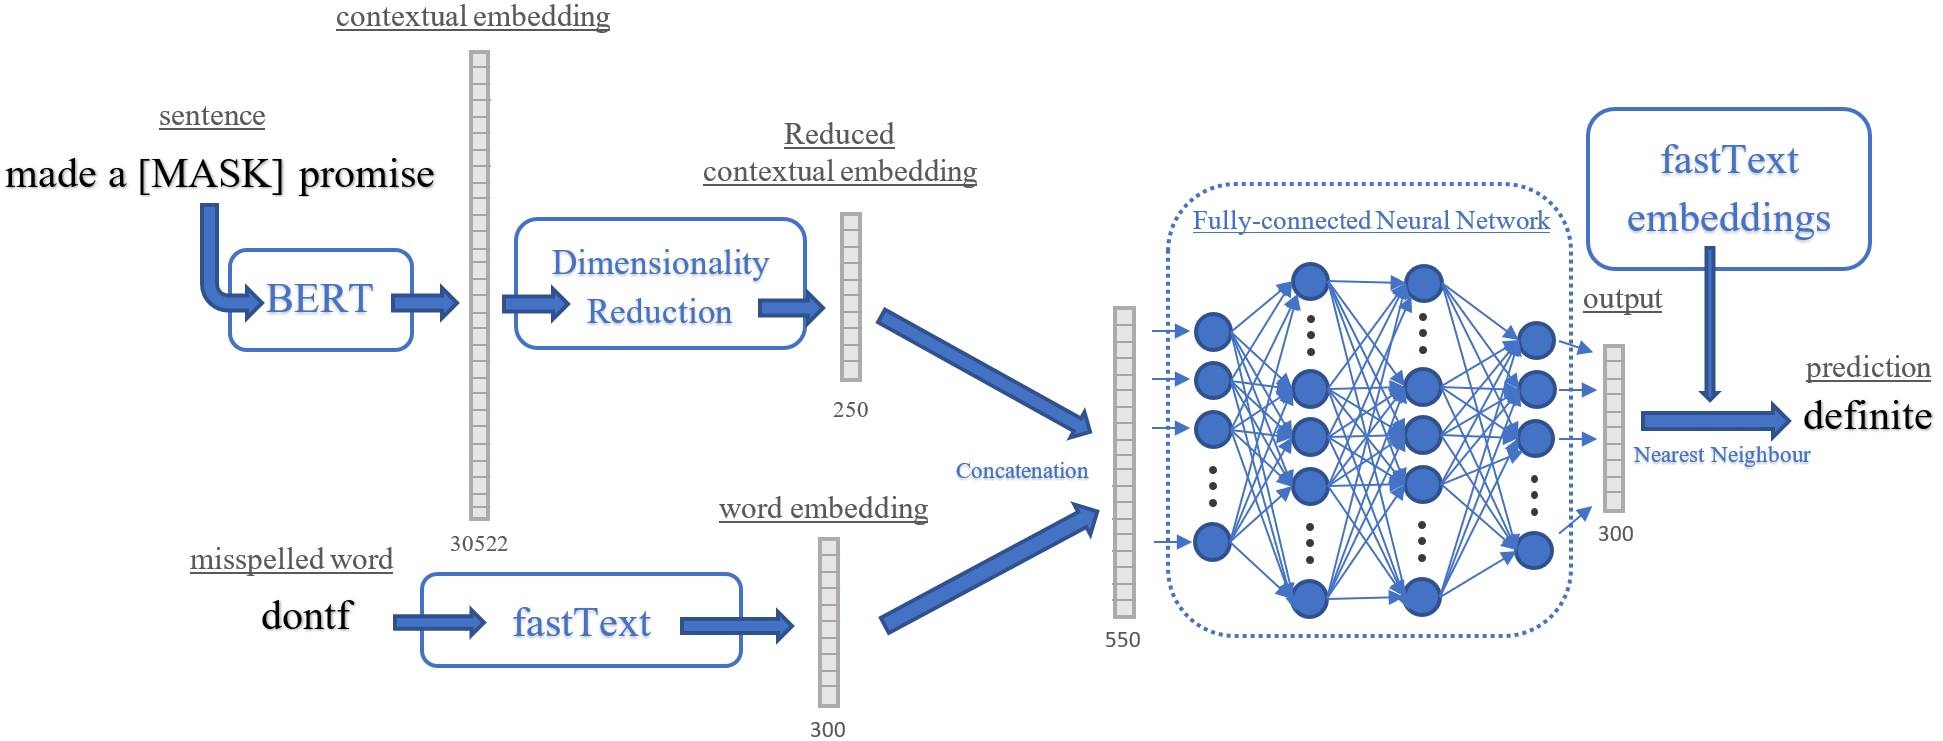 contextual embedding
sentence
made a [MASK] promise
BERT
30522
Dimensionality
Reduction
Reduced
contextual embedding
250
misspelled word
dontf
fastText
word embedding
300
Concatenation
550
Fully-connected Neural Network
output
300
fastText
embeddings
Nearest Neighbour
prediction
definite